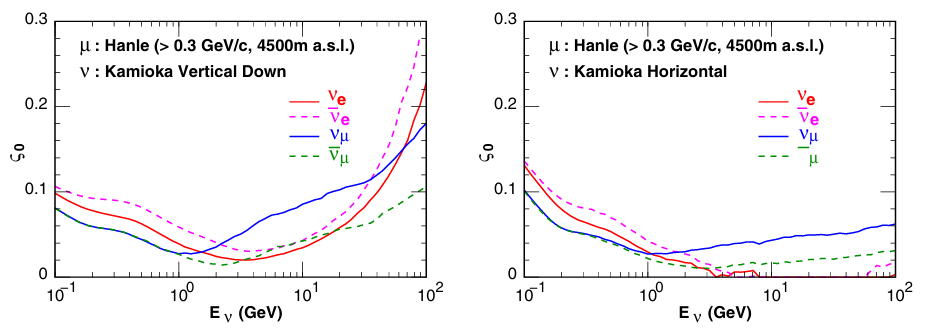 0.3
0.2
0.1
0
ς0
μ : Hanle (> 0.3 GeV/c, 4500m a.s.l.)
ν : Kamioka Vertical Down
νe
ν̅e
νμ
ν̅μ
10⁻¹ 10⁰ 10¹ 10²
Eν (GeV)
0.3
0.2
0.1
0
ς0
μ : Hanle (> 0.3 GeV/c, 4500m a.s.l.)
ν : Kamioka Horizontal
νe
ν̅e
νμ
‾μ
10⁻¹ 10⁰ 10¹ 10²
Eν (GeV)